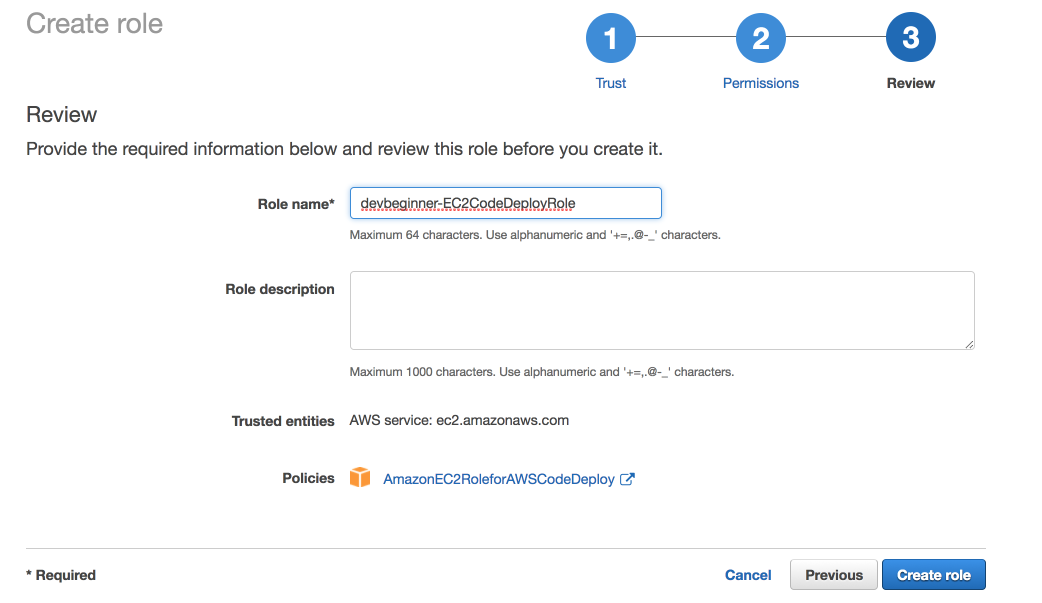 Create role
1
2
3
Trust
Permissions
Review
Review
Provide the required information below and review this role before you create it.
Role name*
devbeginner-EC2CodeDeployRole
Maximum 64 characters. Use alphanumeric and '+=,.@-_' characters.
Role description
Maximum 1000 characters. Use alphanumeric and '+=,.@-_' characters.
Trusted entities
AWS service: ec2.amazonaws.com
Policies
AmazonEC2RoleforAWSCodeDeploy
* Required
Cancel
Previous
Create role